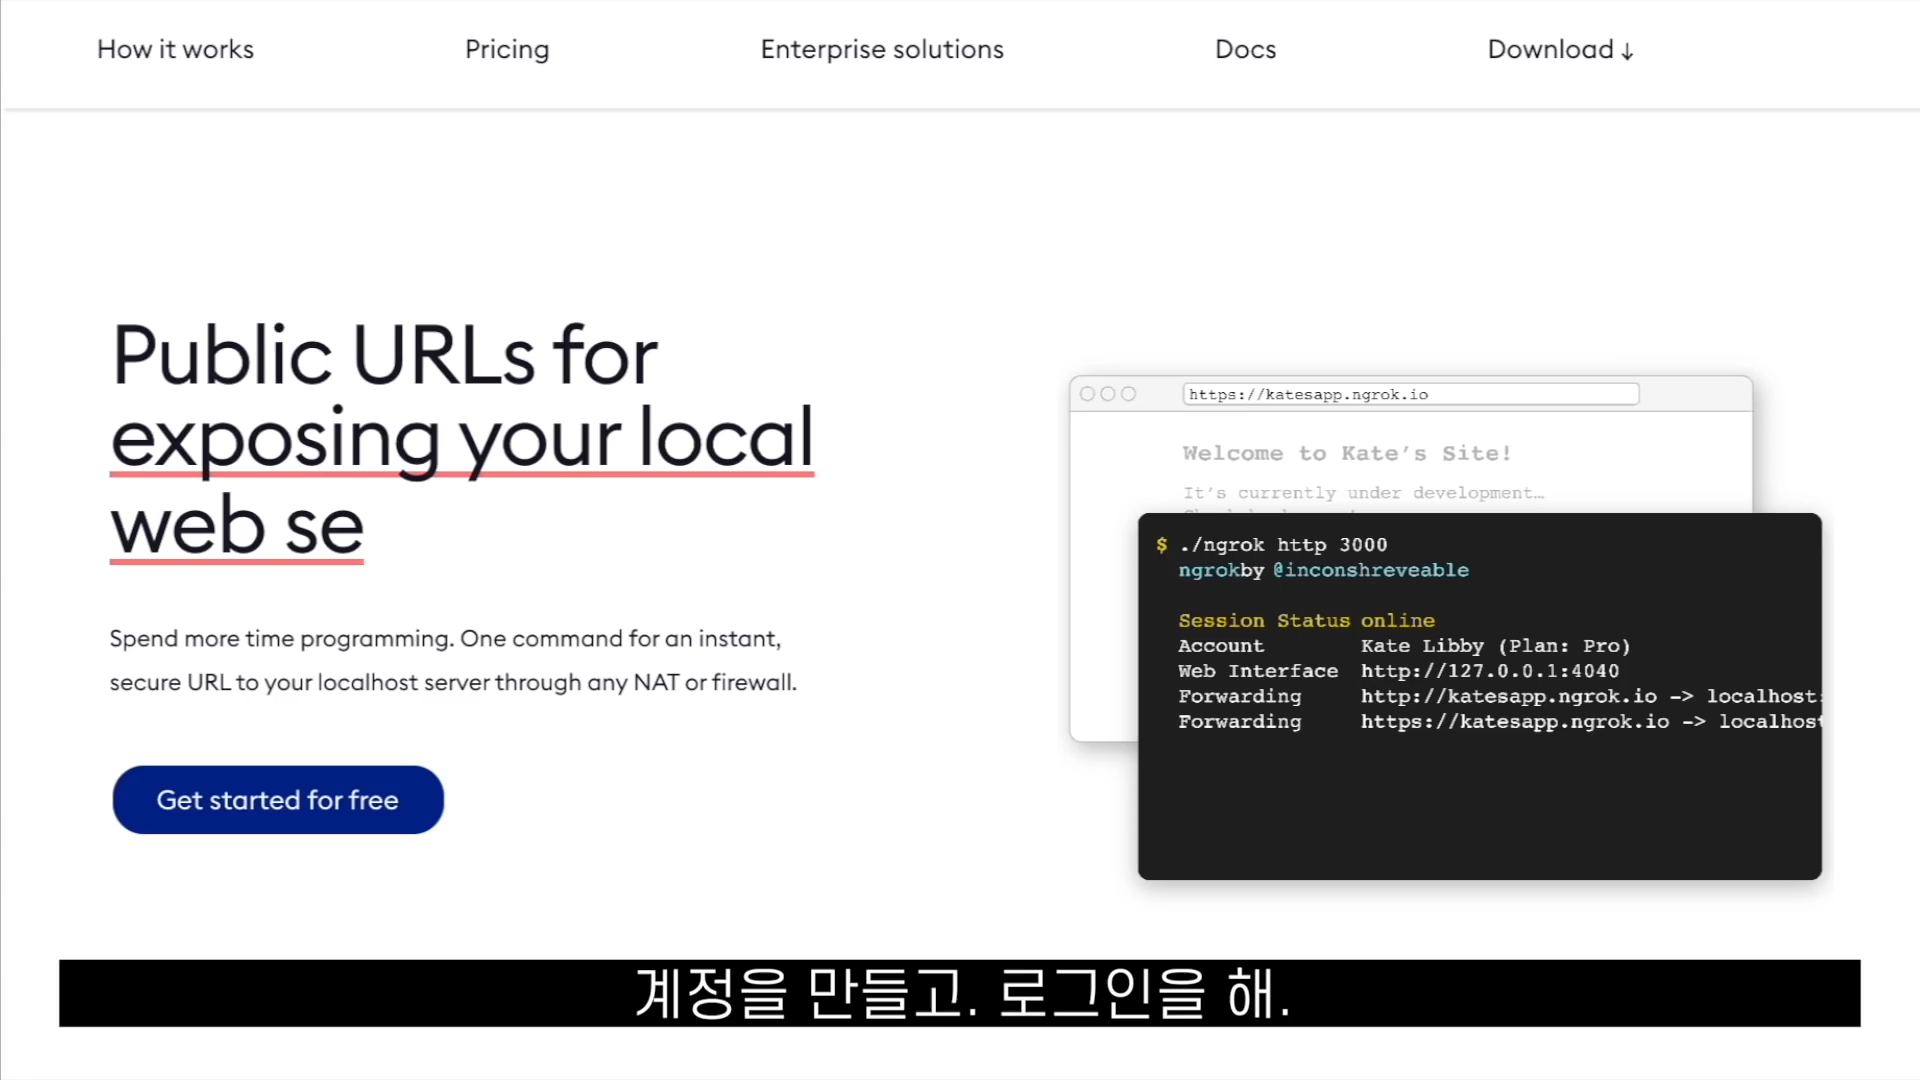 How it works
Pricing
Enterprise solutions
Docs
Download ↓
Public URLs for
exposing your local
web se
Spend more time programming. One command for an instant,
secure URL to your localhost server through any NAT or firewall.
Get started for free
https://katesapp.ngrok.io
Welcome to Kate's Site!
It's currently under development…
$ ./ngrok http 3000
ngrokby @inconshreveable
Session Status online
Account Kate Libby (Plan: Pro)
Web Interface http://127.0.0.1:4040
Forwarding http://katesapp.ngrok.io -> localhost:
Forwarding https://katesapp.ngrok.io -> localhost
계정을 만들고. 로그인을 해.